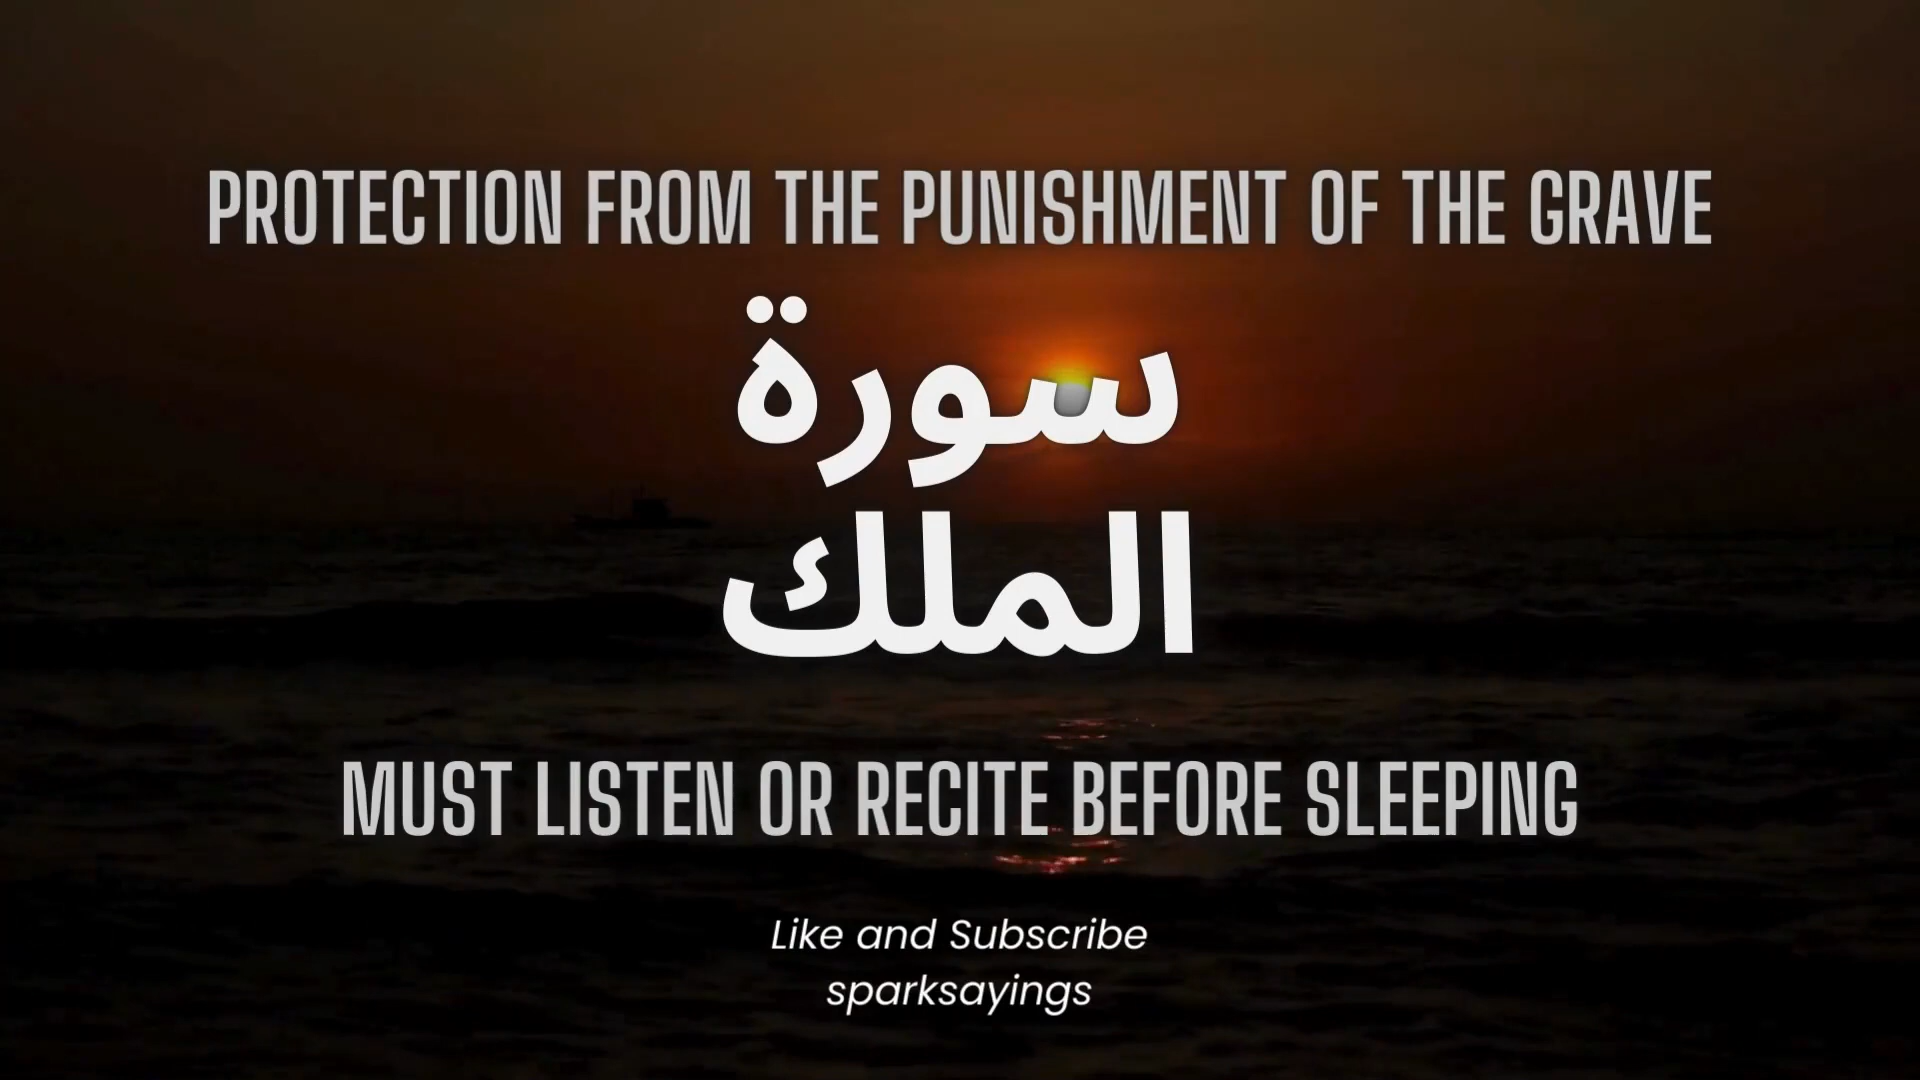 PROTECTION FROM THE PUNISHMENT OF THE GRAVE
سورة
الملك
MUST LISTEN OR RECITE BEFORE SLEEPING
Like and Subscribe
sparksayings